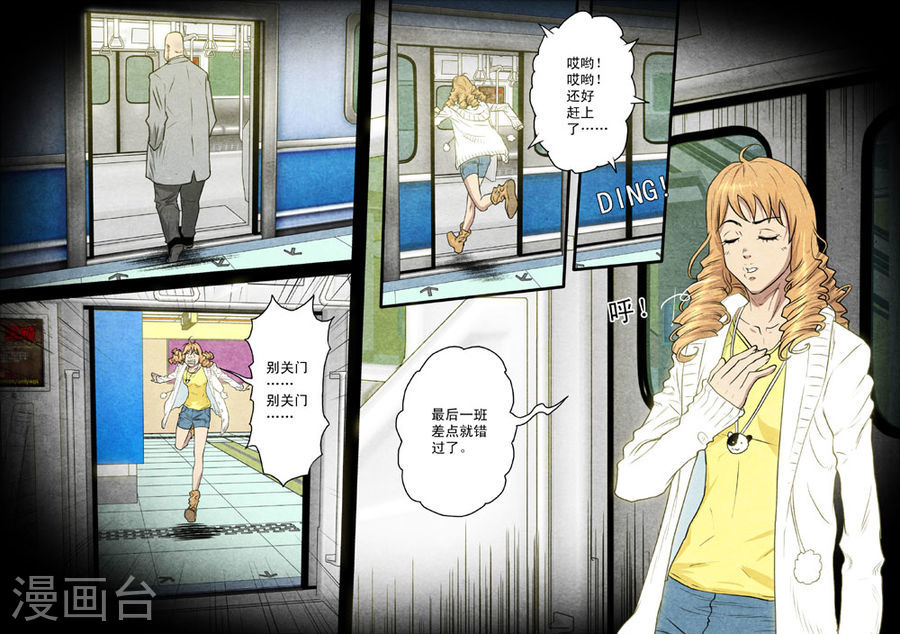 别关门
……
别关门
……
哎哟！
哎哟！
还好
赶上
了……
DING!
呼！
最后一班
差点就错
过了。
漫画台